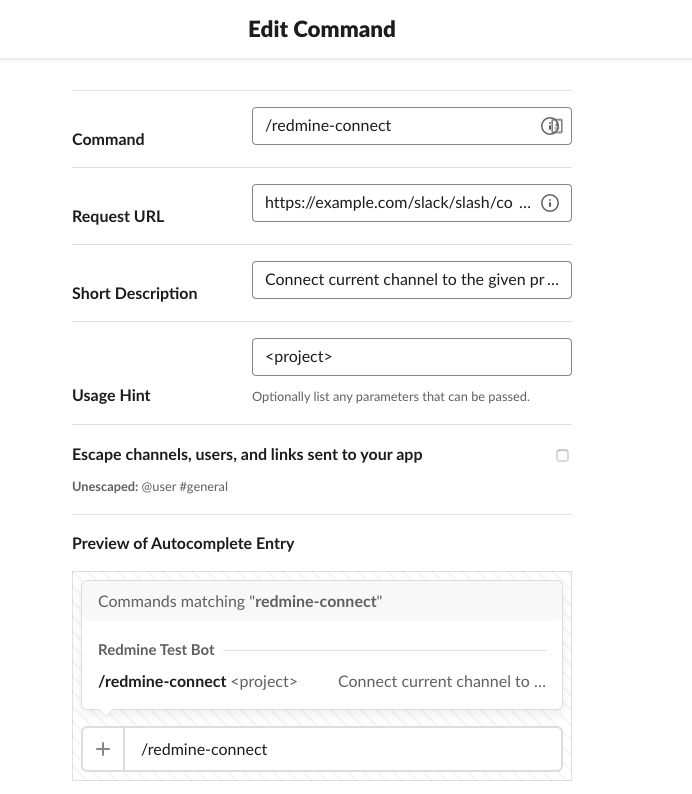 Edit Command
Command
/redmine-connect
Request URL
https://example.com/slack/slash/co ...
Short Description
Connect current channel to the given pr ...
Usage Hint
<project>
Optionally list any parameters that can be passed.
Escape channels, users, and links sent to your app
Unescaped: @user #general
Preview of Autocomplete Entry
Commands matching "redmine-connect"
Redmine Test Bot
/redmine-connect <project> Connect current channel to ...
+ /redmine-connect